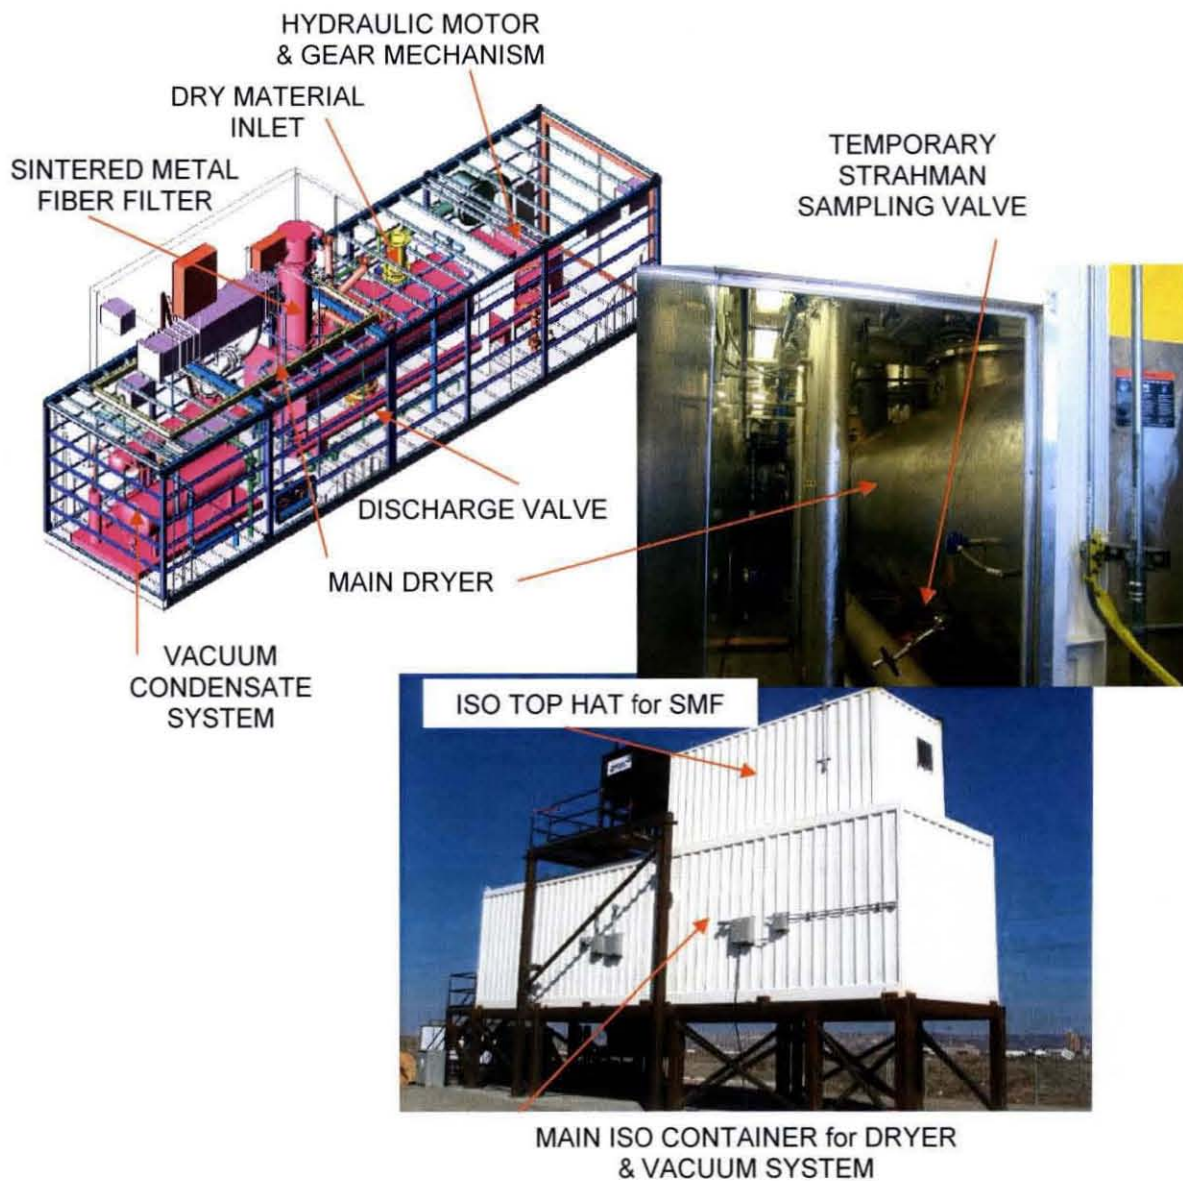 HYDRAULIC MOTOR
& GEAR MECHANISM
DRY MATERIAL
INLET
SINTERED METAL
FIBER FILTER
TEMPORARY
STRAHMAN
SAMPLING VALVE
DISCHARGE VALVE
MAIN DRYER
VACUUM
CONDENSATE
SYSTEM
ISO TOP HAT for SMF
MAIN ISO CONTAINER for DRYER
& VACUUM SYSTEM